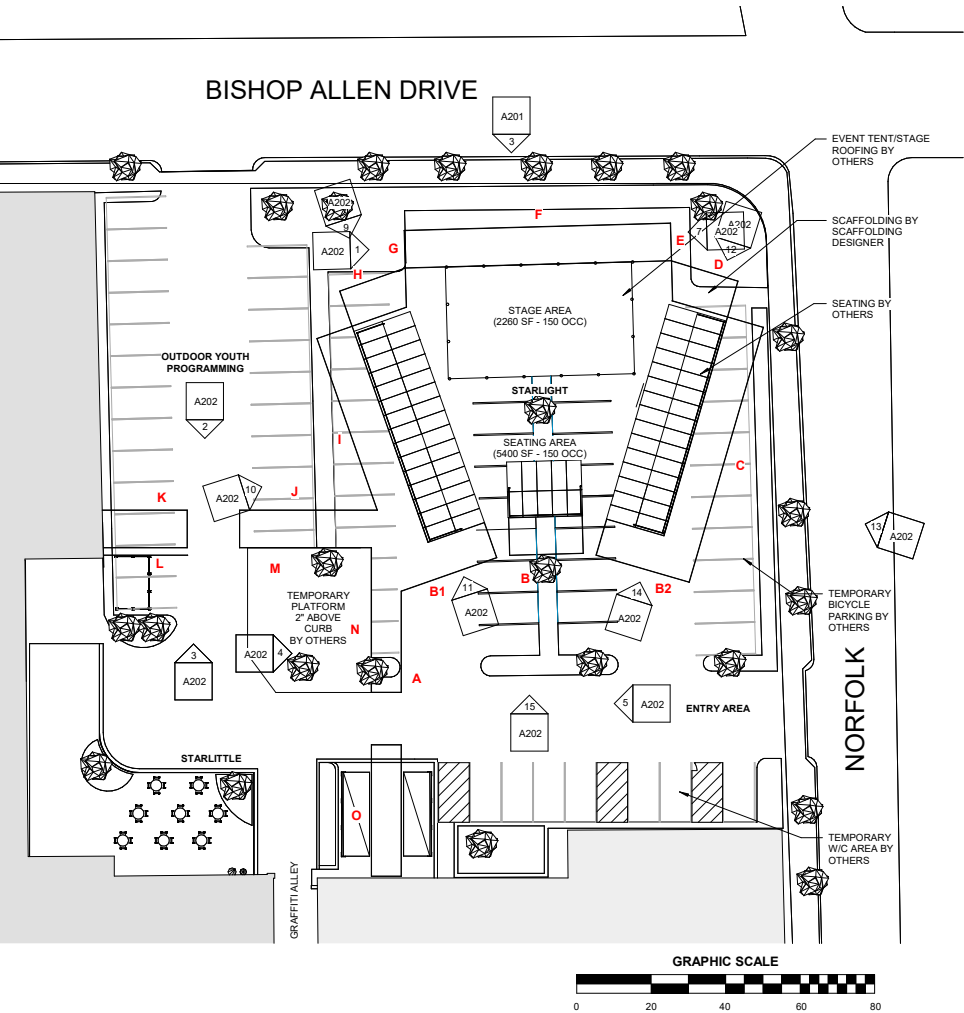 BISHOP ALLEN DRIVE
A201
3
EVENT TENT/STAGE
ROOFING BY
OTHERS
A202
9
A202
1
F
G
E
7
A202
A202
12
D
H
SCAFFOLDING BY
SCAFFOLDING
DESIGNER
STAGE AREA
(2260 SF - 150 OCC)
SEATING BY
OTHERS
OUTDOOR YOUTH
PROGRAMMING
A202
2
STARLIGHT
SEATING AREA
(5400 SF - 150 OCC)
I
C
K
A202
10
J
13
A202
L
M
B
B1
B2
11
A202
14
A202
TEMPORARY
PLATFORM
2" ABOVE
CURB
BY OTHERS
N
TEMPORARY
BICYCLE
PARKING BY
OTHERS
A202
4
3
A202
A
15
A202
5
A202
ENTRY AREA
NORFOLK
STARLITTLE
O
TEMPORARY
W/C AREA BY
OTHERS
GRAFFITI ALLEY
GRAPHIC SCALE
0 20 40 60 80